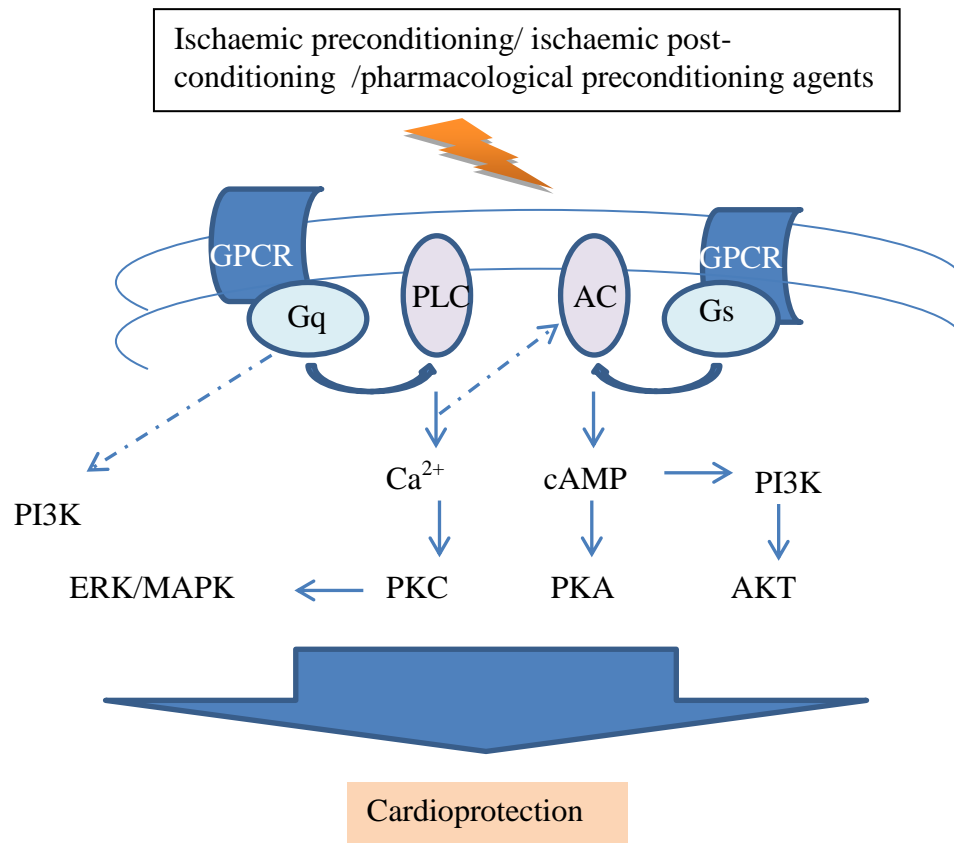 Ischaemic preconditioning/ ischaemic post-
conditioning /pharmacological preconditioning agents
GPCR
GPCR
Gq
PLC
AC
Gs
Ca²⁺
cAMP
PI3K
PI3K
ERK/MAPK
PKC
PKA
AKT
Cardioprotection